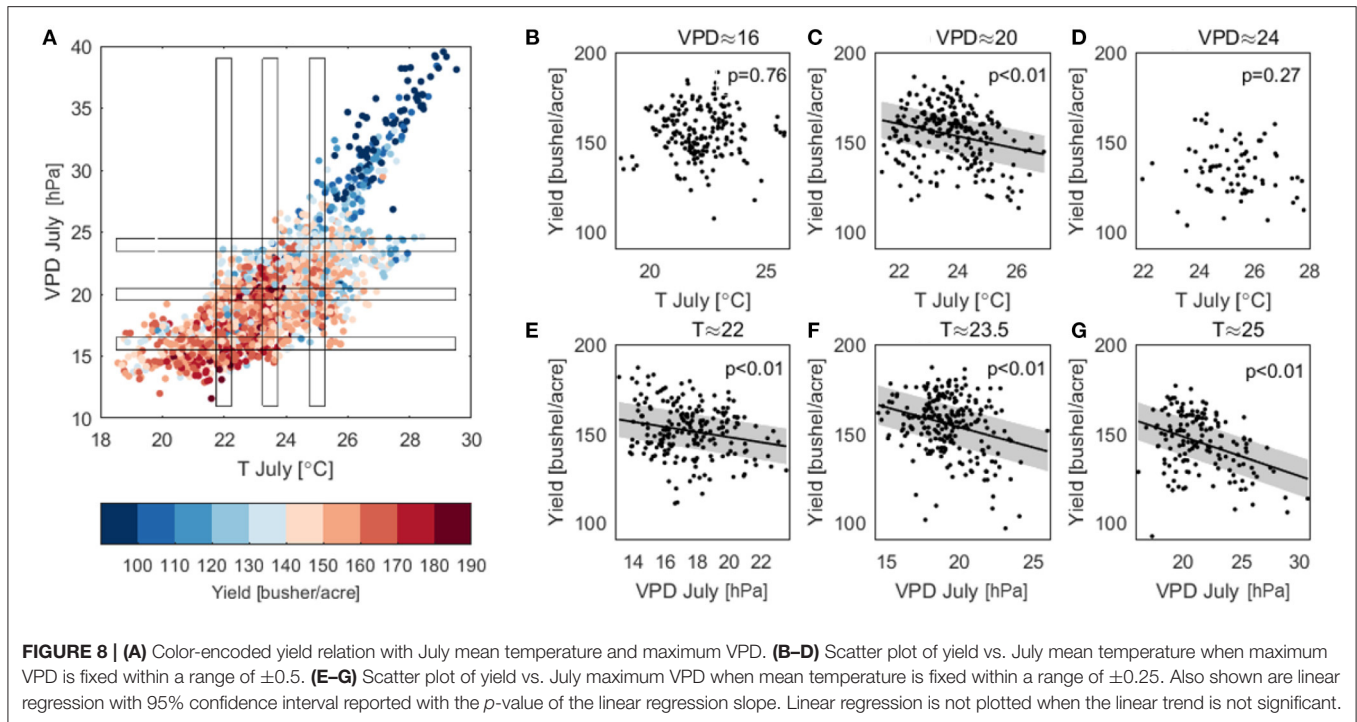 A
40
35
30
25
20
15
10
VPD July [hPa]
18 20 22 24 26 28 30
T July [°C]
100 110 120 130 140 150 160 170 180 190
Yield [busher/acre]
B
VPD≈16
p=0.76
200
150
100
Yield [bushel/acre]
20 25
T July [°C]
C
VPD≈20
p<0.01
200
150
100
Yield [bushel/acre]
22 24 26
T July [°C]
D
VPD≈24
p=0.27
200
150
100
Yield [bushel/acre]
22 24 26 28
T July [°C]
E
T≈22
p<0.01
200
150
100
Yield [bushel/acre]
14 16 18 20 22
VPD July [hPa]
F
T≈23.5
p<0.01
200
150
100
Yield [bushel/acre]
15 20 25
VPD July [hPa]
G
T≈25
p<0.01
200
150
100
Yield [bushel/acre]
20 25 30
VPD July [hPa]
FIGURE 8 | (A) Color-encoded yield relation with July mean temperature and maximum VPD. (B–D) Scatter plot of yield vs. July mean temperature when maximum
VPD is fixed within a range of ±0.5. (E–G) Scatter plot of yield vs. July maximum VPD when mean temperature is fixed within a range of ±0.25. Also shown are linear
regression with 95% confidence interval reported with the p-value of the linear regression slope. Linear regression is not plotted when the linear trend is not significant.